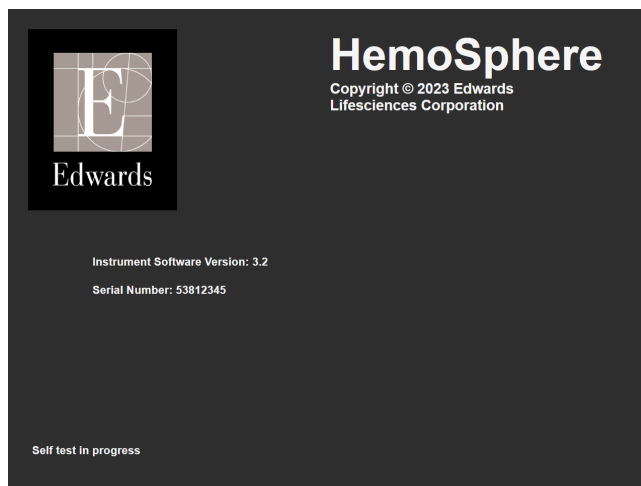 HemoSphere
Copyright © 2023 Edwards
Lifesciences Corporation
E
Edwards
Instrument Software Version: 3.2
Serial Number: 53812345
Self test in progress